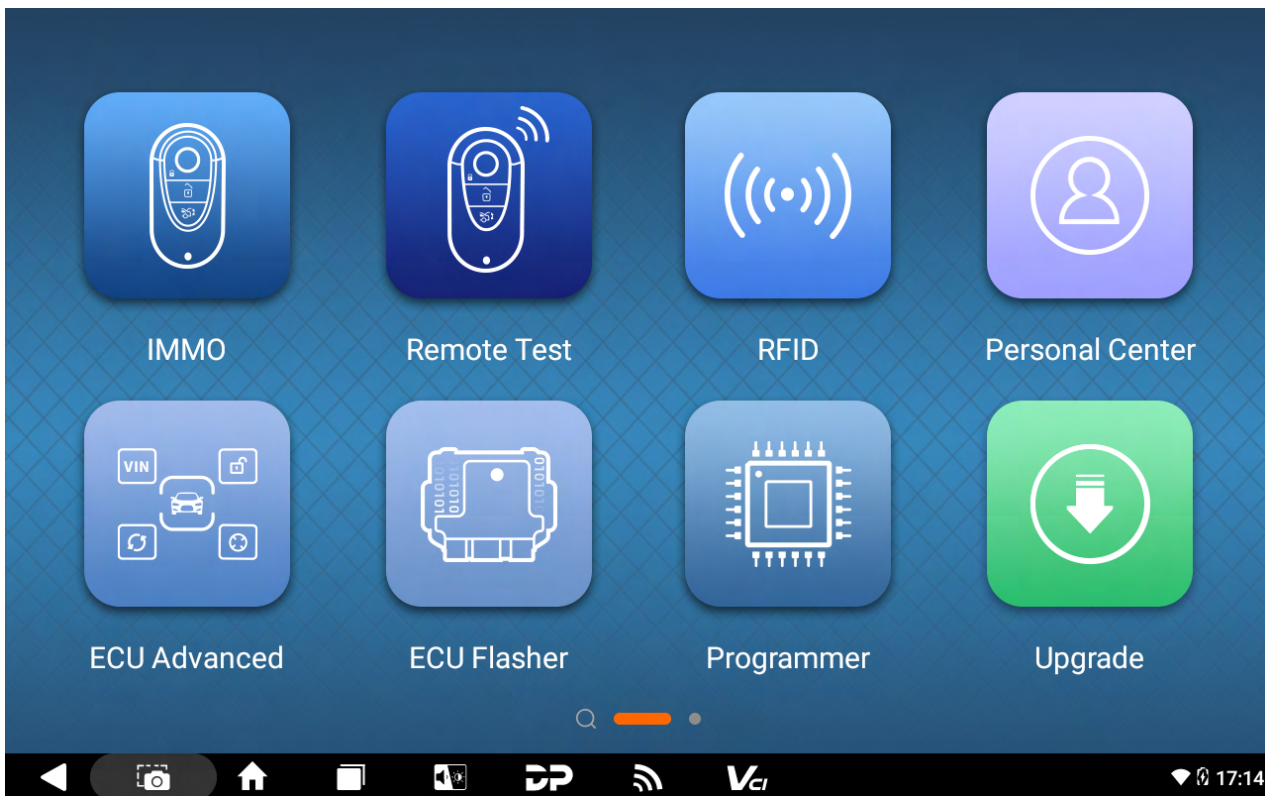 IMMO
Remote Test
RFID
Personal Center
VIN
ECU Advanced
ECU Flasher
Programmer
Upgrade
DP
VCI
17:14